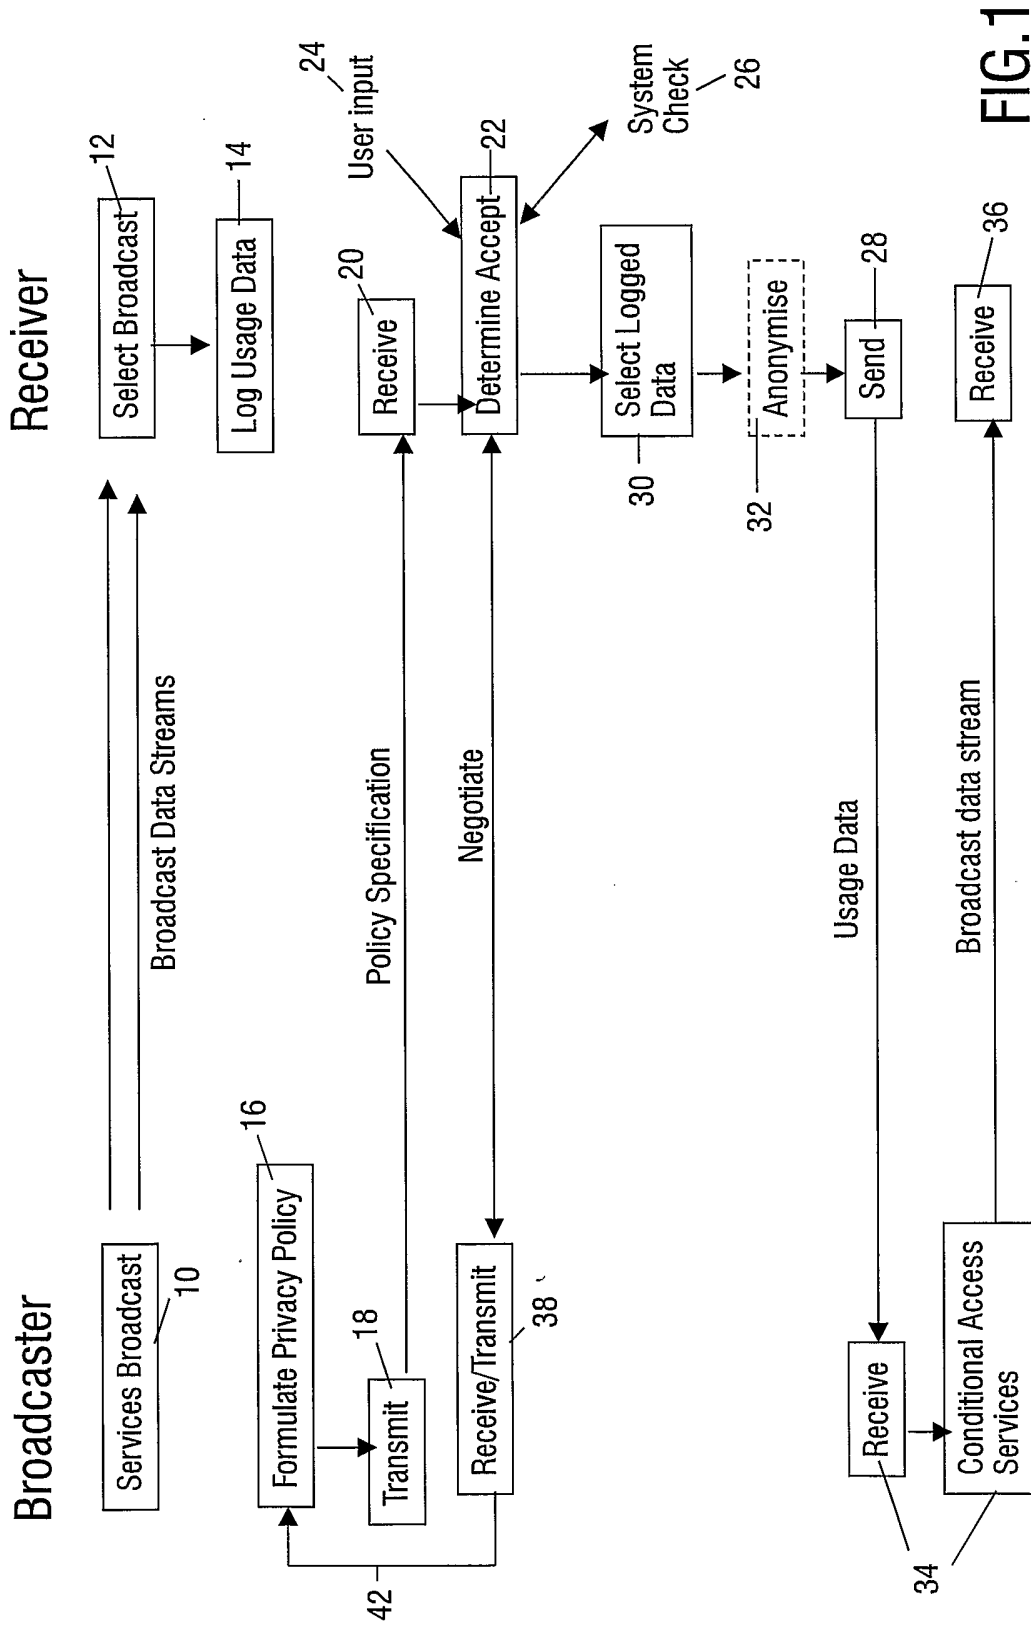 Broadcaster
Receiver
Services Broadcast
10
Broadcast Data Streams
Select Broadcast
12
Log Usage Data
14
Formulate Privacy Policy
16
Transmit
18
Policy Specification
Receive
20
User input
24
42
Receive/Transmit
38
Negotiate
Determine Accept
22
System
Check
26
Select Logged
Data
30
Anonymise
32
Send
28
Usage Data
Receive
34
Conditional Access
Services
Broadcast data stream
Receive
36
FIG.1